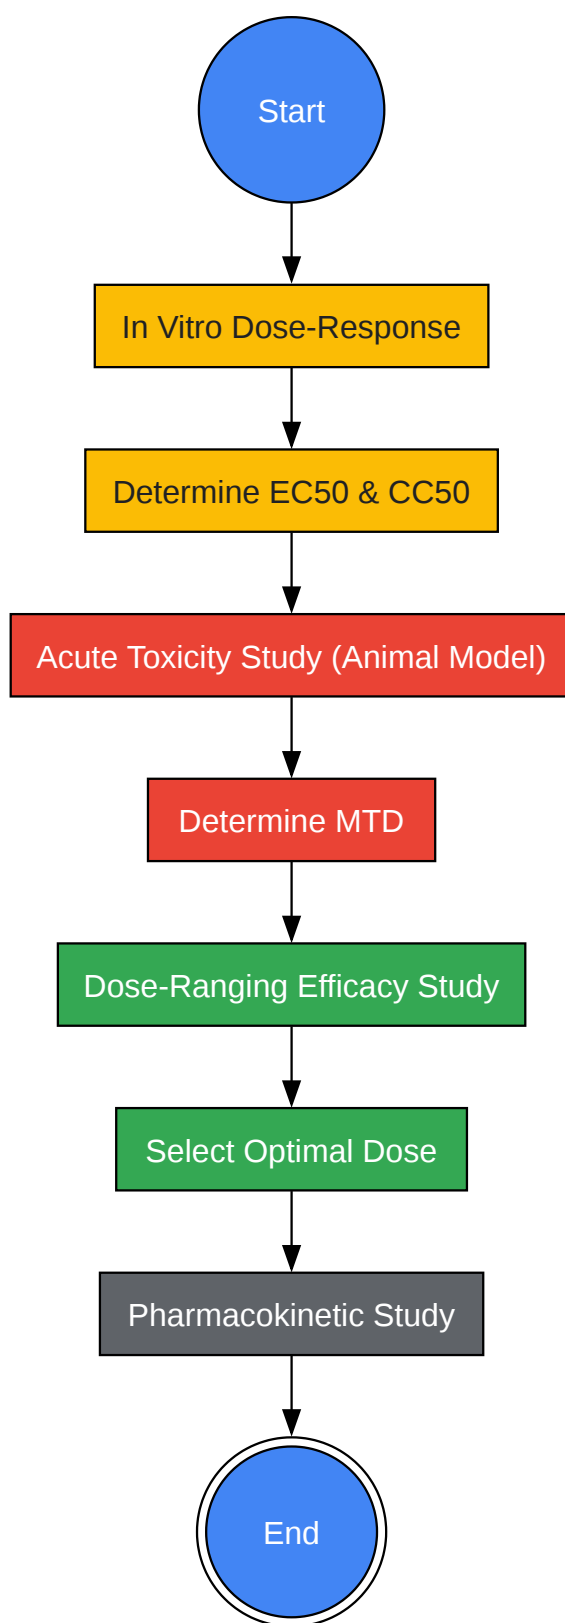 Start
In Vitro Dose-Response
Determine EC50 & CC50
Acute Toxicity Study (Animal Model)
Determine MTD
Dose-Ranging Efficacy Study
Select Optimal Dose
Pharmacokinetic Study
End